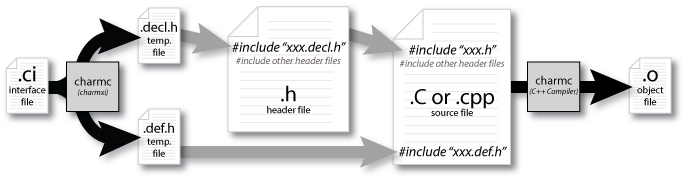 .ci
interface
file
charmc
(charmxi)
.decl.h
temp.
file
.def.h
temp.
file
#include “xxx.decl.h”
#include other header files
.h
header file
#include “xxx.h”
#include other header files
.C or .cpp
source file
#include “xxx.def.h”
charmc
(C++ Compiler)
.o
object
file